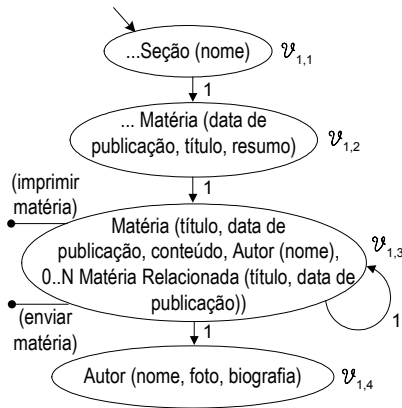 ...Seção (nome)
𝒱1,1
1
... Matéria (data de
publicação, título, resumo)
𝒱1,2
1
(imprimir
matéria)
Matéria (título, data de
publicação, conteúdo, Autor (nome),
0..N Matéria Relacionada (título, data de
publicação))
𝒱1,3
1
(enviar
matéria)
1
Autor (nome, foto, biografia)
𝒱1,4